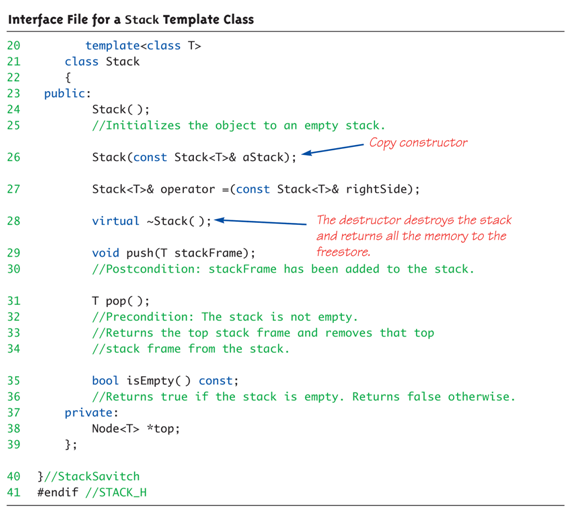 Interface File for a Stack Template Class
20 template<class T>
21 class Stack
22 {
23 public:
24 Stack( );
25 //Initializes the object to an empty stack.
Copy constructor
26 Stack(const Stack<T>& aStack);
27 Stack<T>& operator =(const Stack<T>& rightSide);
28 virtual ~Stack( );
The destructor destroys the stack
and returns all the memory to the
freestore.
29 void push(T stackFrame);
30 //Postcondition: stackFrame has been added to the stack.
31 T pop( );
32 //Precondition: The stack is not empty.
33 //Returns the top stack frame and removes that top
34 //stack frame from the stack.
35 bool isEmpty( ) const;
36 //Returns true if the stack is empty. Returns false otherwise.
37 private:
38 Node<T> *top;
39 };
40 }//StackSavitch
41 #endif //STACK_H